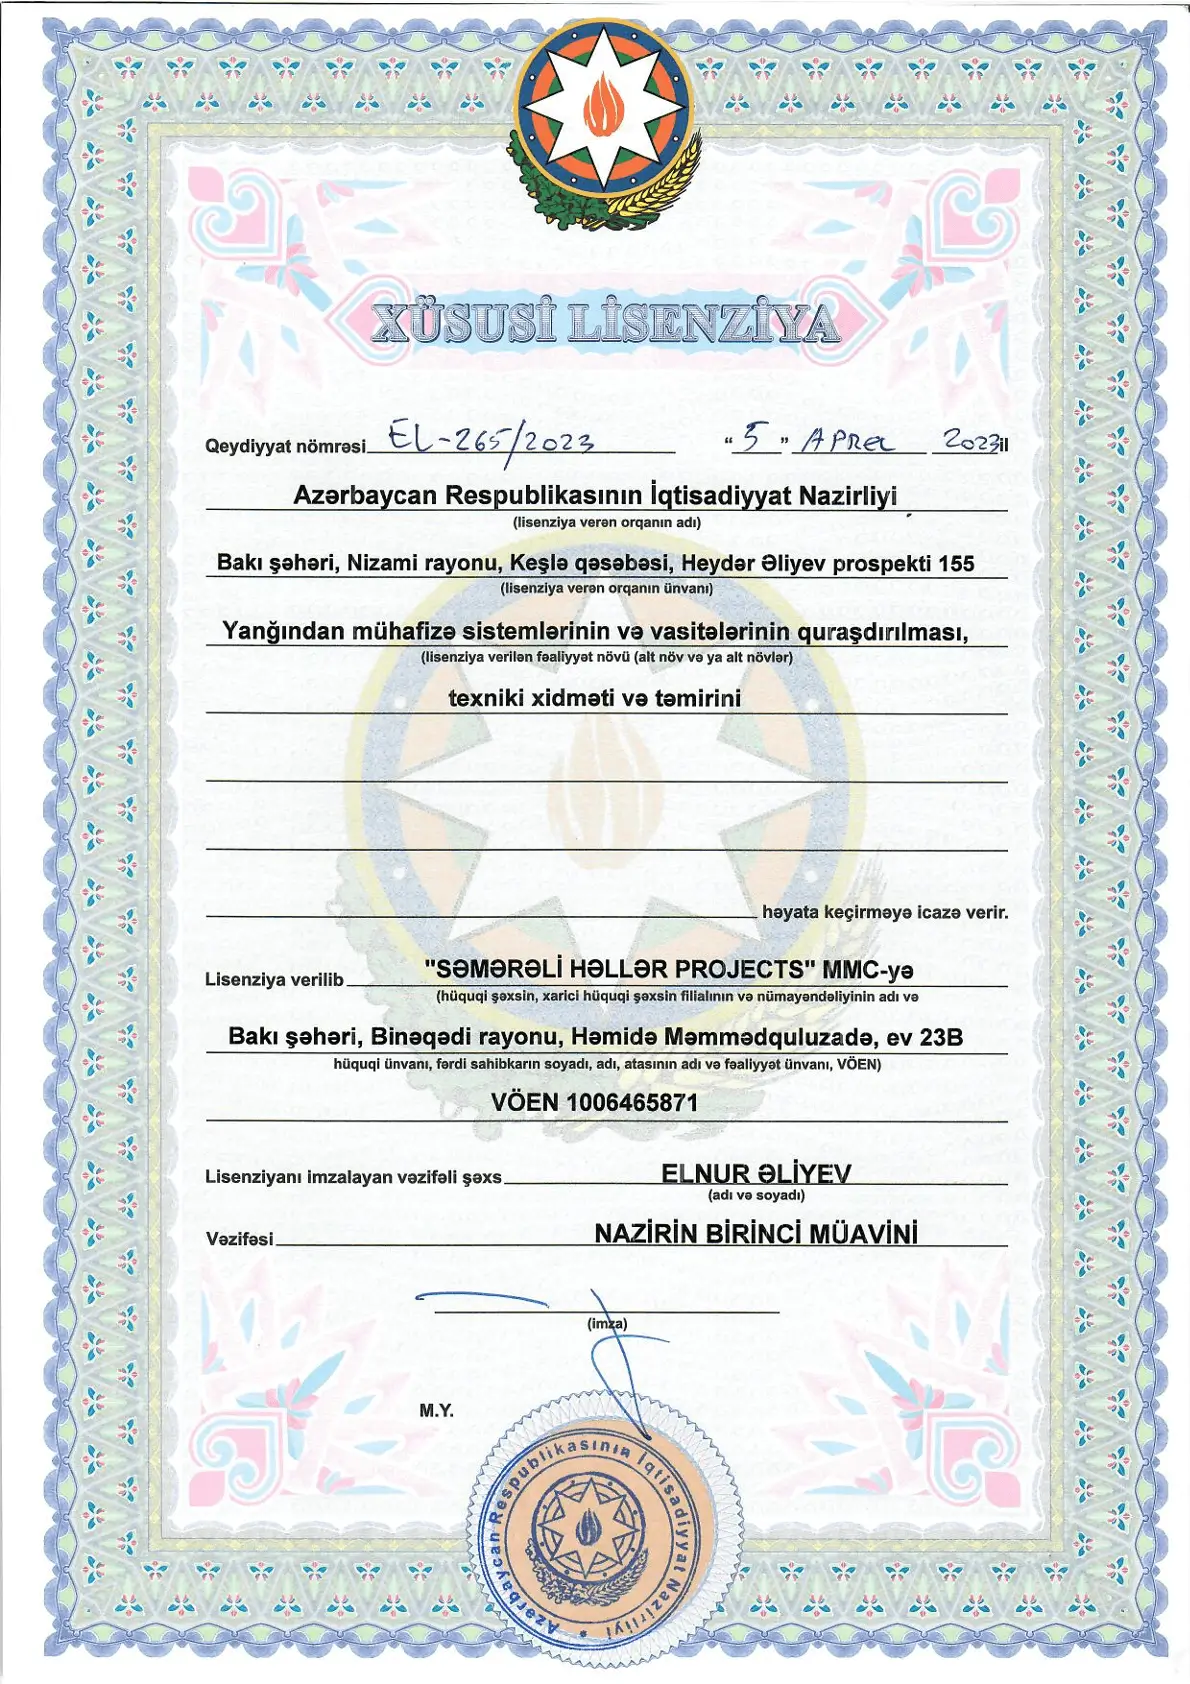 XÜSUSİ LİSENZİYA
Qeydiyyat nömrəsi EL-265/2023 “ 5 ” APREL 2023 il
Azərbaycan Respublikasının İqtisadiyyat Nazirliyi
(lisenziya verən orqanın adı)
Bakı şəhəri, Nizami rayonu, Keşlə qəsəbəsi, Heydər Əliyev prospekti 155
(lisenziya verən orqanın ünvanı)
Yanğından mühafizə sistemlərinin və vasitələrinin quraşdırılması,
(lisenziya verilən fəaliyyət növü (alt növ və ya alt növlər)
texniki xidməti və təmirini
həyata keçirməyə icazə verir.
Lisenziya verilib "SƏMƏRƏLİ HƏLLƏR PROJECTS" MMC-yə
(hüquqi şəxsin, xarici hüquqi şəxsin filialının və nümayəndəliyinin adı və
Bakı şəhəri, Binəqədi rayonu, Həmidə Məmmədquluzadə, ev 23B
hüquqi ünvanı, fərdi sahibkarın soyadı, adı, atasının adı və fəaliyyət ünvanı, VÖEN)
VÖEN 1006465871
Lisenziyanı imzalayan vəzifəli şəxs ELNUR ƏLİYEV
(adı və soyadı)
Vəzifəsi NAZİRİN BİRİNCİ MÜAVİNİ
(imza)
M.Y.
Azərbaycan Respublikasının İqtisadiyyat Nazirliyi